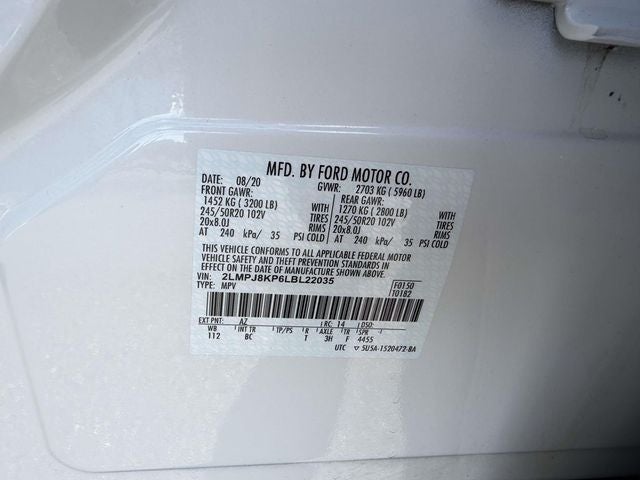 MFD. BY FORD MOTOR CO.
DATE: 08/20 GVWR: 2703 KG ( 5960 LB)
FRONT GAWR: REAR GAWR:
1452 KG ( 3200 LB) WITH 1270 KG ( 2800 LB) WITH
245/50R20 102V TIRES 245/50R20 102V TIRES
20x8.0J RIMS 20x8.0J RIMS
AT 240 kPa/ 35 PSI COLD AT 240 kPa/ 35 PSI COLD
THIS VEHICLE CONFORMS TO ALL APPLICABLE FEDERAL MOTOR
VEHICLE SAFETY AND THEFT PREVENTION STANDARDS IN
EFFECT ON THE DATE OF MANUFACTURE SHOWN ABOVE.
VIN: 2LMPJ8KP6LBL22035 F0150
TYPE: MPV T0182
EXT PNT: AZ RC: 14 DSO:
WB INT TR TP/PS R AXLE TR SPR
112 BC T 3H F 4455
UTC 5U5A-1520472-BA